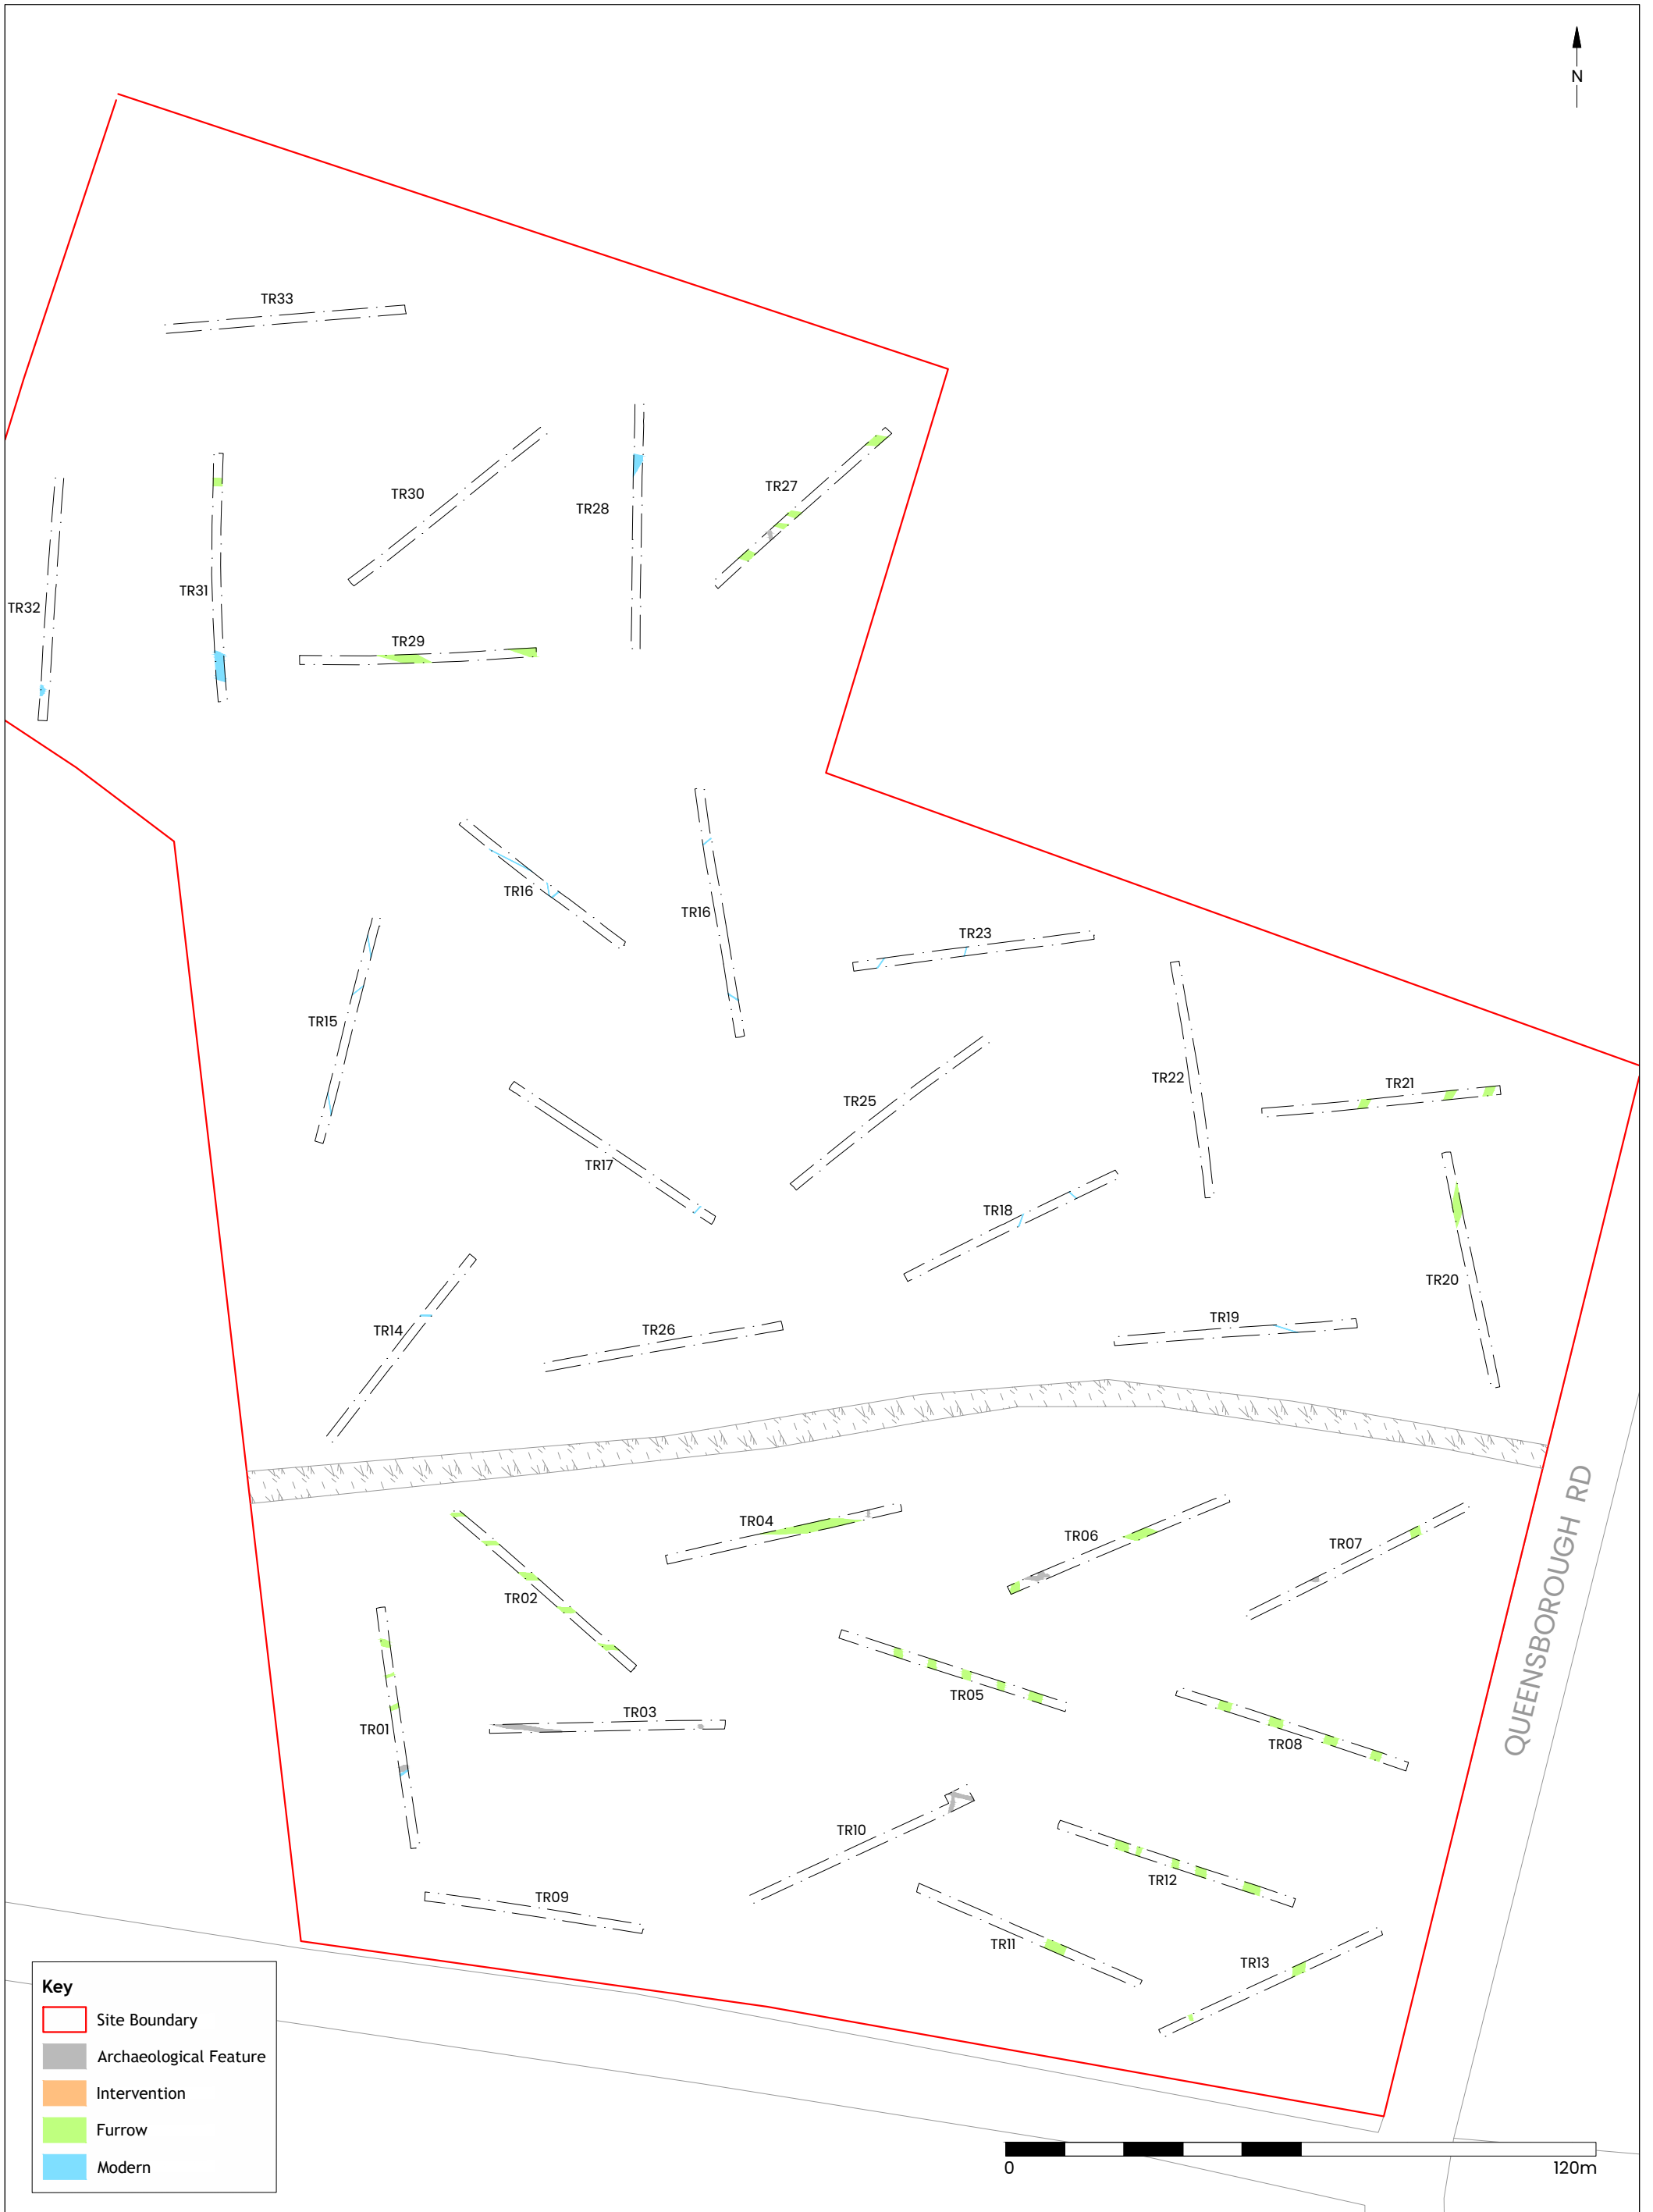 N
TR33
TR27
TR30
TR28
TR31
TR32
TR29
TR16
TR16
TR23
TR15
TR22
TR21
TR25
TR17
TR18
TR20
TR19
TR26
TR14
QUEENSBOROUGH RD
TR04
TR06
TR07
TR02
TR05
TR03
TR01
TR08
TR10
TR12
TR09
TR11
TR13
Key
Site Boundary
Archaeological Feature
Intervention
Furrow
Modern
0 120m